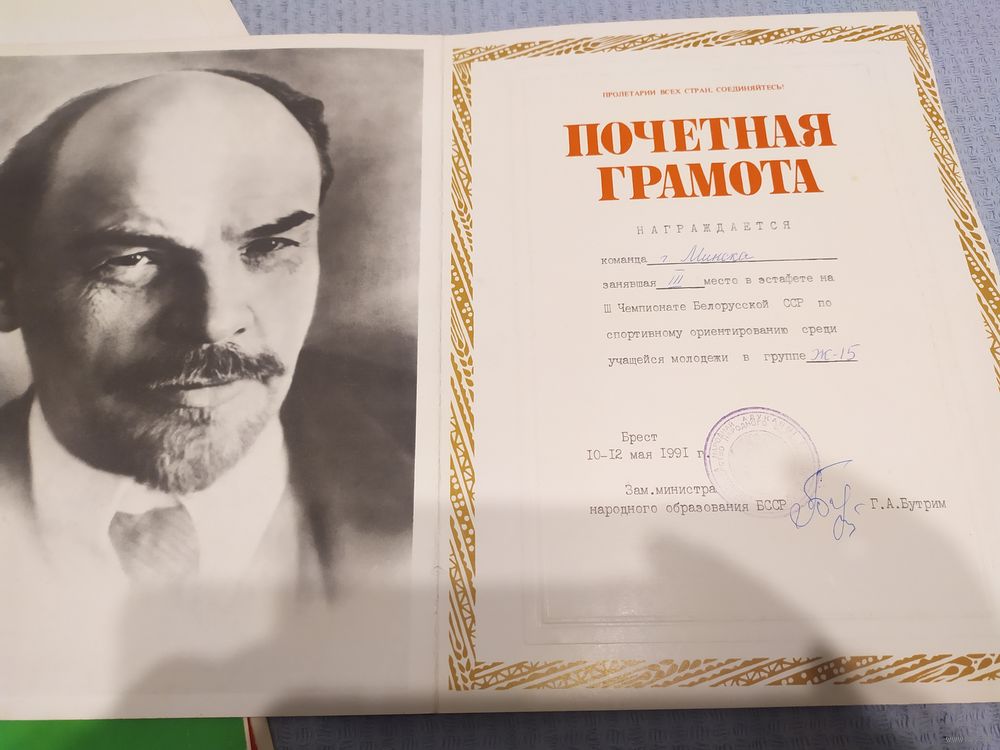 ПРОЛЕТАРИИ ВСЕХ СТРАН, СОЕДИНЯЙТЕСЬ!
ПОЧЕТНАЯ
ГРАМОТА
НАГРАЖДАЕТСЯ
команда г Минска
занявшая III место в эстафете на
Ш Чемпионате Белорусской ССР по
спортивному ориентированию среди
учащейся молодежи в группе Ж-15
Брест
10-12 мая 1991 г.
Зам.министра
народного образования БССР Г.А.Бутрим